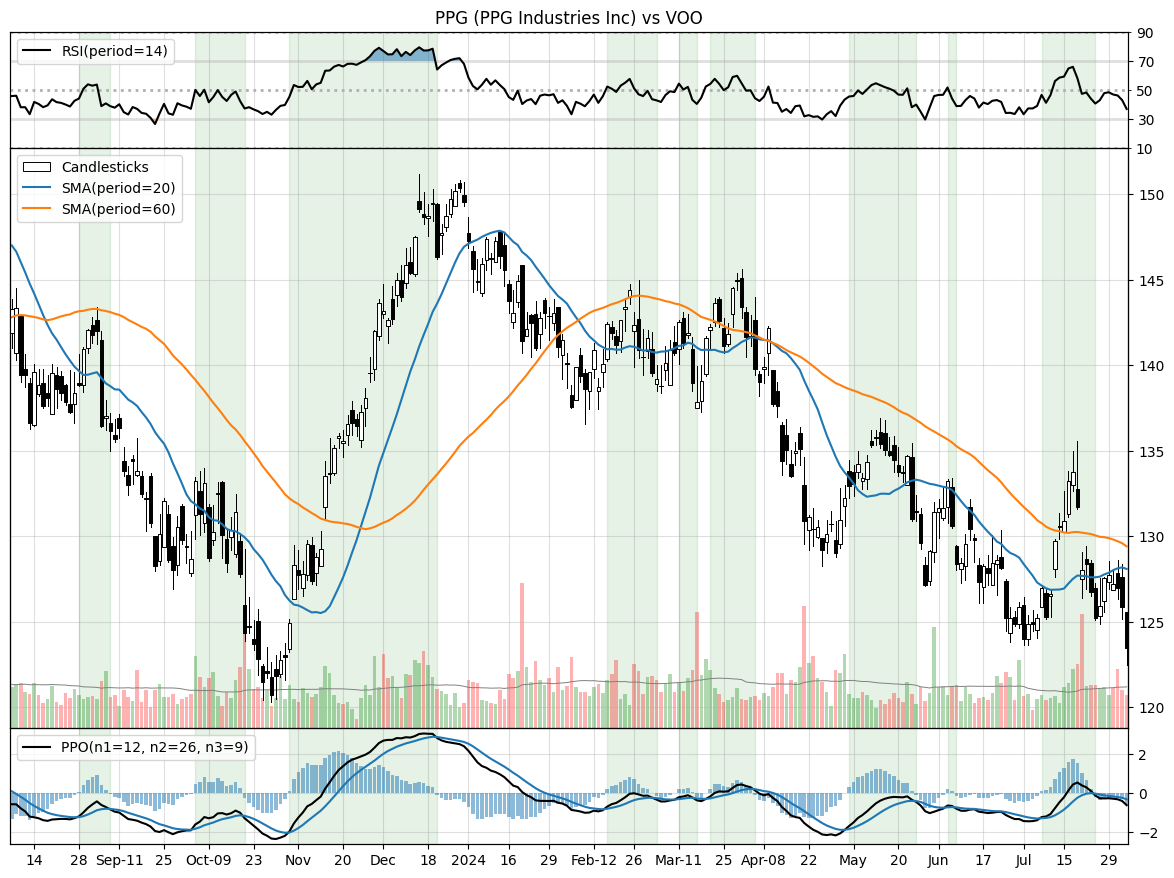 PPG (PPG Industries Inc) vs VOO
RSI(period=14)
90
70
50
30
10
Candlesticks
SMA(period=20)
SMA(period=60)
150
145
140
135
130
125
120
PPO(n1=12, n2=26, n3=9)
2
0
−2
14 28 Sep-11 25 Oct-09 23 Nov 20 Dec 18 2024 16 29 Feb-12 26 Mar-11 25 Apr-08 22 May 20 Jun 17 Jul 15 29